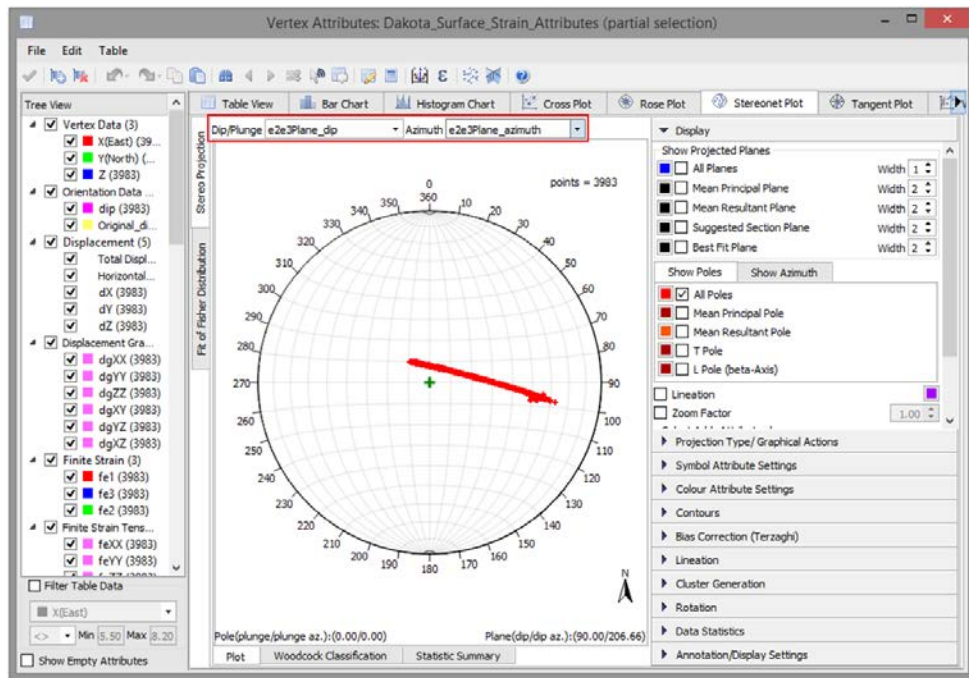 Vertex Attributes: Dakota_Surface_Strain_Attributes (partial selection)
File Edit Table
Tree View
Vertex Data (3)
X(East) (39...
Y(North) (...
Z (3983)
Orientation Data ...
dip (3983)
Original_di...
Displacement (5)
Total Displ...
Horizontal...
dX (3983)
dY (3983)
dZ (3983)
Displacement Gra...
dgXX (3983)
dgYY (3983)
dgZZ (3983)
dgXY (3983)
dgYZ (3983)
dgXZ (3983)
Finite Strain (3)
fe1 (3983)
fe3 (3983)
fe2 (3983)
Finite Strain Tens...
feXX (3983)
feYY (3983)
Filter Table Data
X(East)
<> Min 5.50 Max 8.20
Show Empty Attributes
Table View Bar Chart Histogram Chart Cross Plot Rose Plot Stereonet Plot Tangent Plot
Stereo Projection
Fit of Fisher Distribution
Dip/Plunge e2e3Plane_dip Azimuth e2e3Plane_azimuth
points = 3983
0
360
10
20
30
40
50
60
70
80
90
100
110
120
130
140
150
160
170
180
190
200
210
220
230
240
250
260
270
280
290
300
310
320
330
340
350
N
Pole(plunge/plunge az.):(0.00/0.00) Plane(dip/dip az.):(90.00/206.66)
Plot Woodcock Classification Statistic Summary
Display
Show Projected Planes
All Planes Width 1
Mean Principal Plane Width 2
Mean Resultant Plane Width 2
Suggested Section Plane Width 2
Best Fit Plane Width 2
Show Poles Show Azimuth
All Poles
Mean Principal Pole
Mean Resultant Pole
T Pole
L Pole (beta-Axis)
Lineation
Zoom Factor 1.00
Projection Type/ Graphical Actions
Symbol Attribute Settings
Colour Attribute Settings
Contours
Bias Correction (Terzaghi)
Lineation
Cluster Generation
Rotation
Data Statistics
Annotation/Display Settings